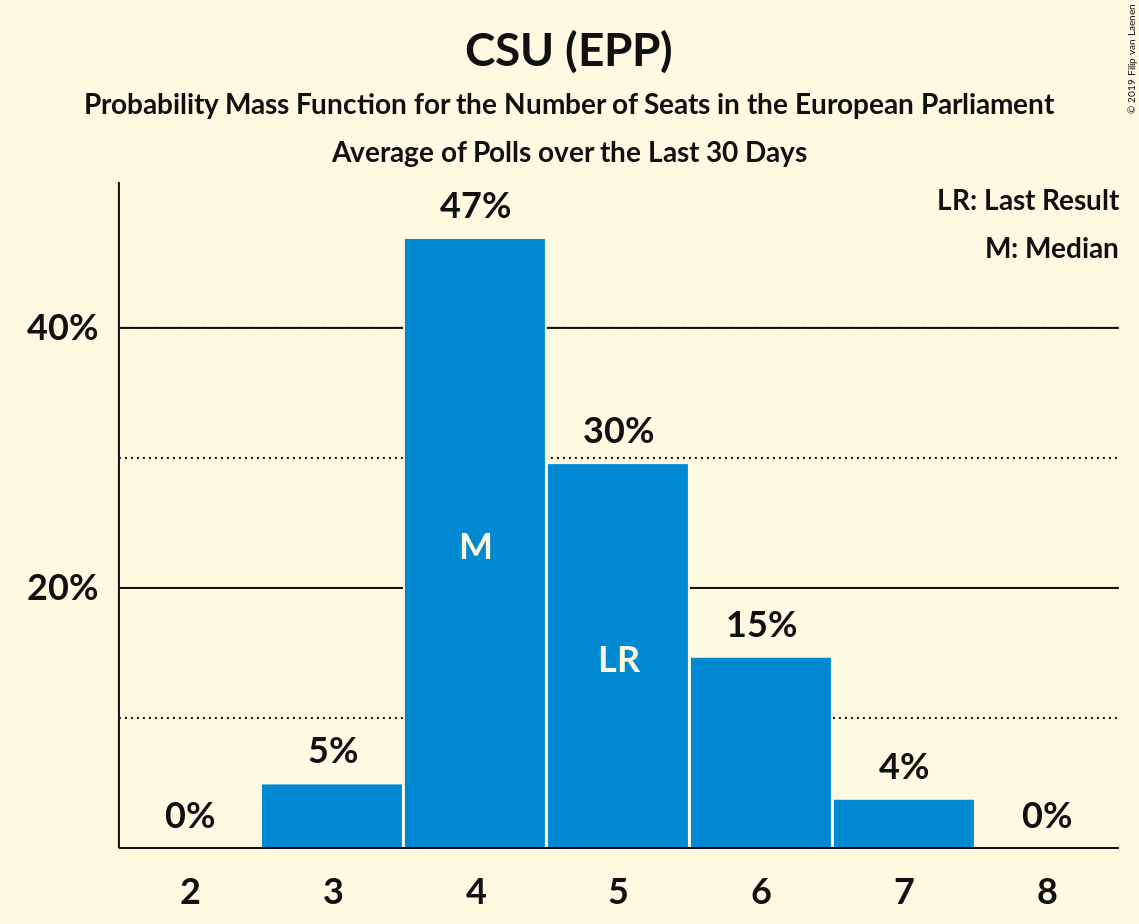 CSU (EPP)
Probability Mass Function for the Number of Seats in the European Parliament
Average of Polls over the Last 30 Days
© 2019 Filip van Laenen
LR: Last Result
M: Median
47%
40%
30%
M
20%
15%
LR
5%
4%
0%
0%
2 3 4 5 6 7 8